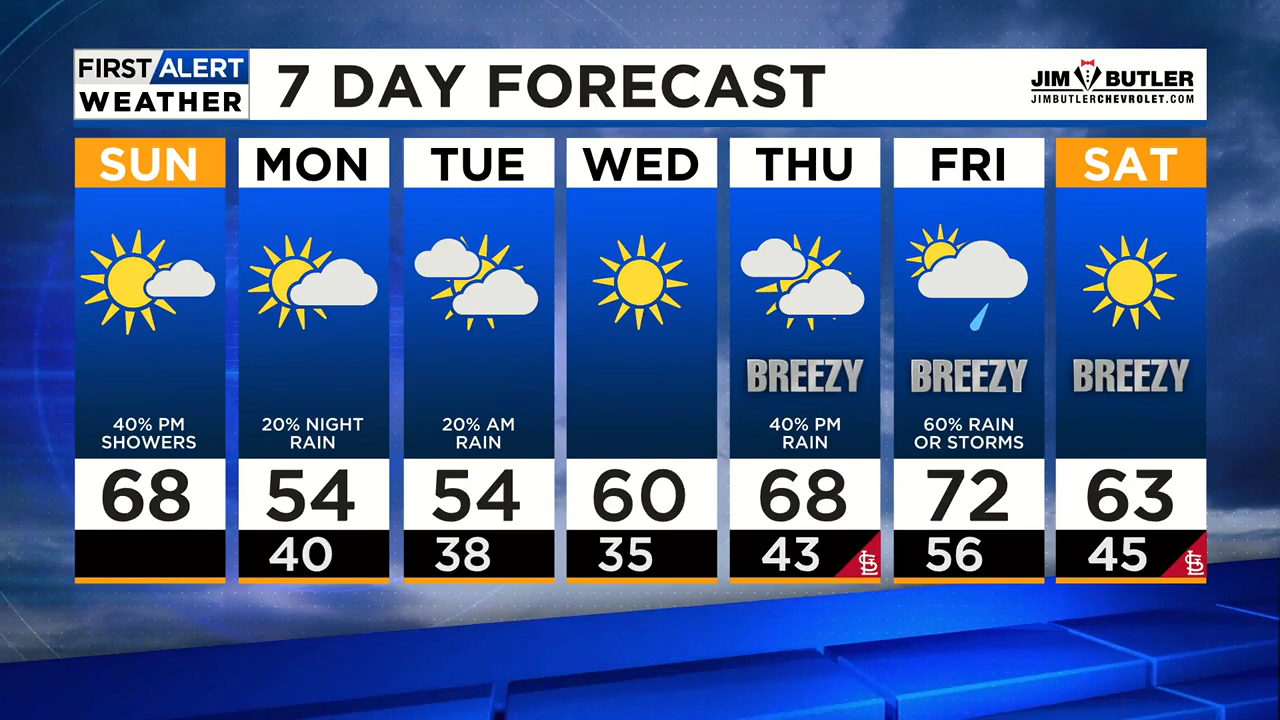 FIRST ALERT
WEATHER
7 DAY FORECAST
JIM BUTLER
JIMBUTLERCHEVROLET.COM
SUN
40% PM
SHOWERS
68
MON
20% NIGHT
RAIN
54
40
TUE
20% AM
RAIN
54
38
WED
60
35
THU
BREEZY
40% PM
RAIN
68
43
STL
FRI
BREEZY
60% RAIN
OR STORMS
72
56
SAT
BREEZY
63
45
STL